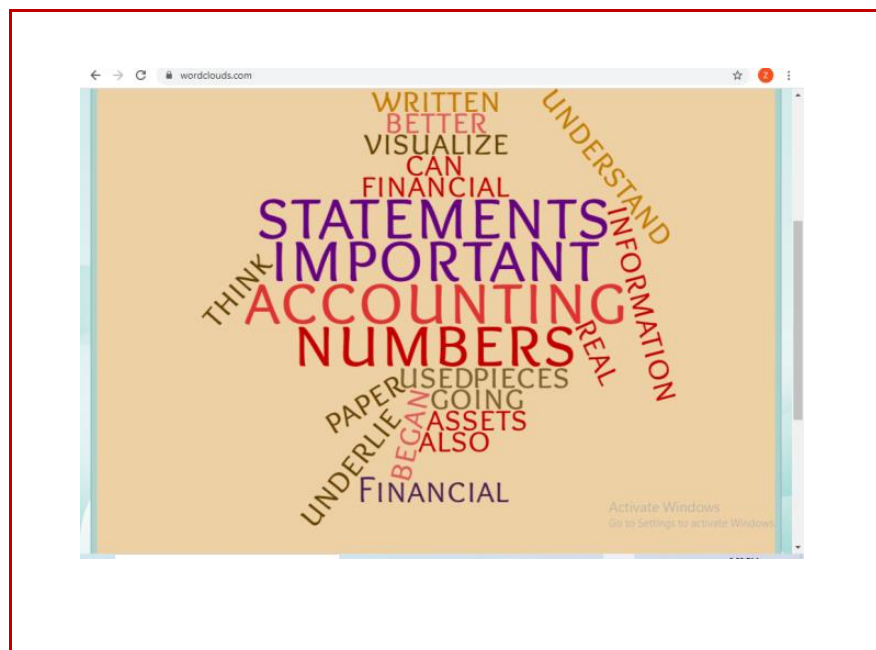 wordclouds.com
Z
WRITTEN
BETTER
VISUALIZE
CAN
FINANCIAL
UNDERSTAND
STATEMENTS
INFORMATION
IMPORTANT
THINK
ACCOUNTING
NUMBERS
REAL
USEDPIECES
PAPER
GOING
BEGAN
ASSETS
UNDERLIE
ALSO
FINANCIAL
Activate Windows
Go to Settings to activate Windows.